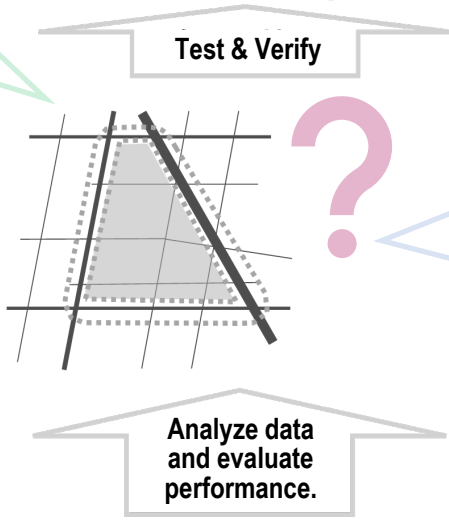 Test & Verify
?
Analyze data
and evaluate
performance.